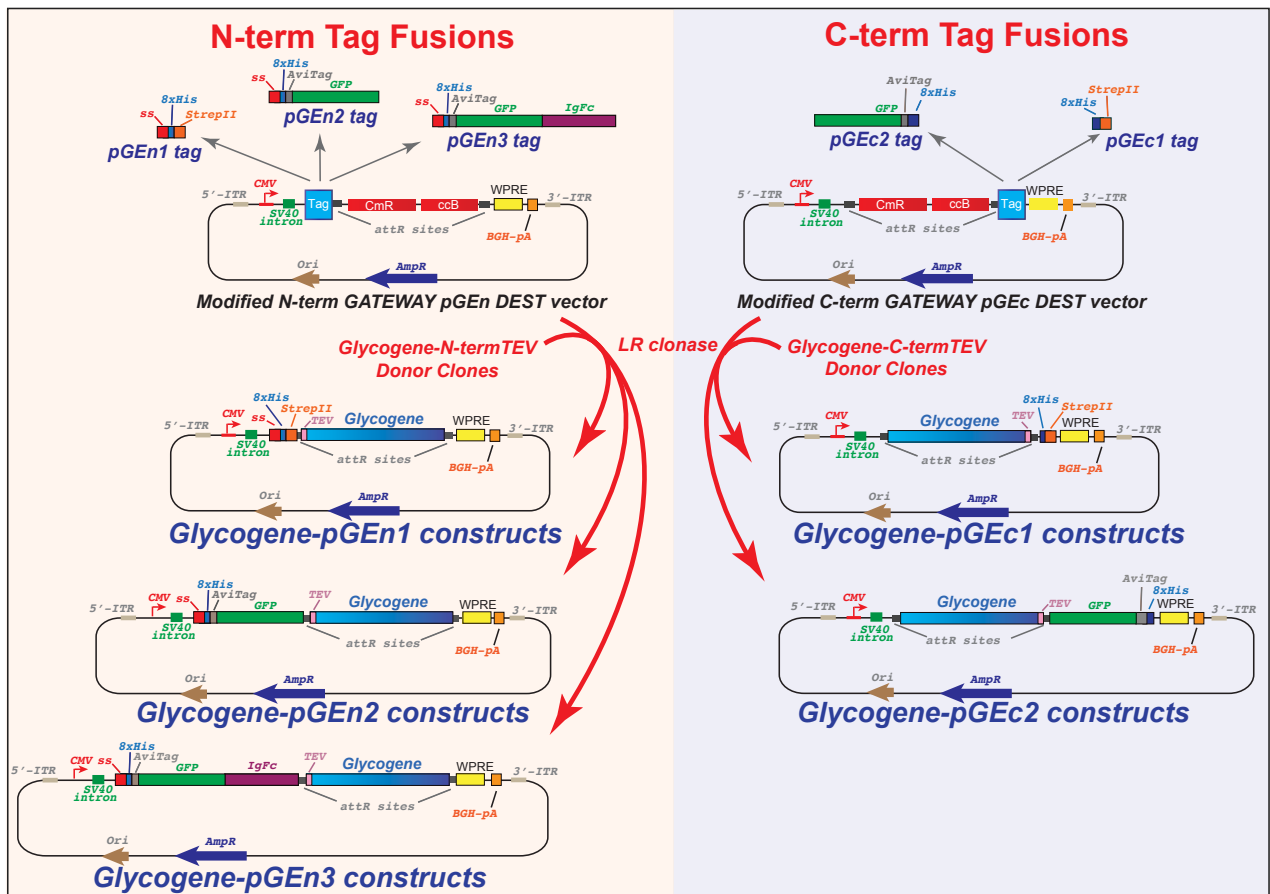 N-term Tag Fusions
ss
8xHis
StrepII
pGEn1 tag
ss
8xHis
AviTag
GFP
pGEn2 tag
ss
8xHis
AviTag
GFP
IgFc
pGEn3 tag
5'-ITR
CMV
SV40
intron
Tag
CmR
ccB
attR sites
WPRE
BGH-pA
3'-ITR
Ori
AmpR
Modified N-term GATEWAY pGEn DEST vector
C-term Tag Fusions
GFP
AviTag
8xHis
pGEc2 tag
8xHis
StrepII
pGEc1 tag
5'-ITR
CMV
SV40
intron
CmR
ccB
Tag
attR sites
WPRE
BGH-pA
3'-ITR
Ori
AmpR
Modified C-term GATEWAY pGEc DEST vector
Glycogene-N-termTEV
Donor Clones
LR clonase
Glycogene-C-termTEV
Donor Clones
5'-ITR
CMV
SV40
intron
ss
8xHis
StrepII
TEV
Glycogene
attR sites
WPRE
BGH-pA
3'-ITR
Ori
AmpR
Glycogene-pGEn1 constructs
5'-ITR
CMV
SV40
intron
Glycogene
TEV
8xHis
StrepII
attR sites
WPRE
BGH-pA
3'-ITR
Ori
AmpR
Glycogene-pGEc1 constructs
5'-ITR
CMV
SV40
intron
ss
8xHis
AviTag
GFP
TEV
Glycogene
attR sites
WPRE
BGH-pA
3'-ITR
Ori
AmpR
Glycogene-pGEn2 constructs
5'-ITR
CMV
SV40
intron
Glycogene
TEV
GFP
AviTag
8xHis
attR sites
WPRE
BGH-pA
3'-ITR
Ori
AmpR
Glycogene-pGEc2 constructs
5'-ITR
CMV
SV40
intron
ss
8xHis
AviTag
GFP
IgFc
TEV
Glycogene
attR sites
WPRE
BGH-pA
3'-ITR
Ori
AmpR
Glycogene-pGEn3 constructs